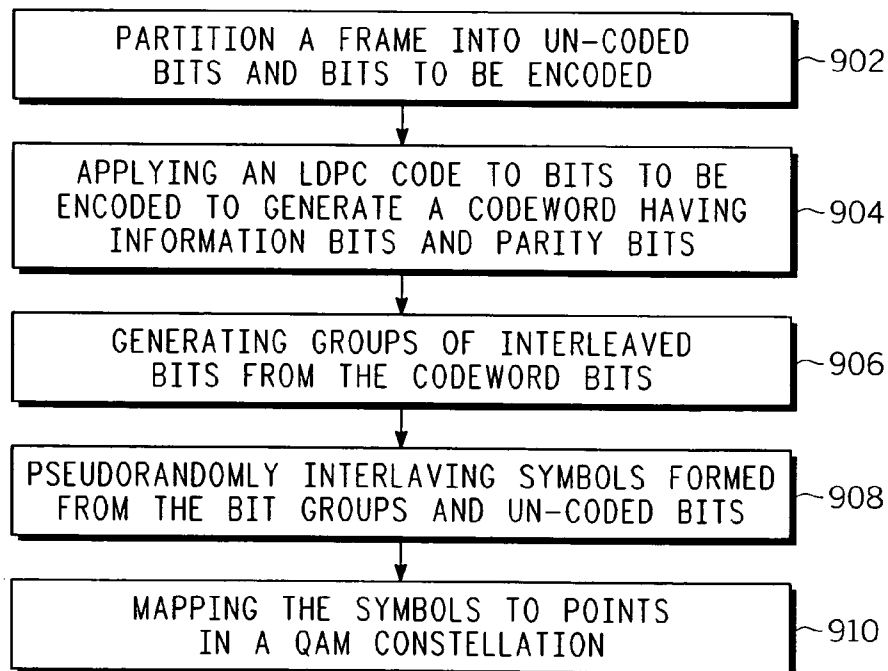 PARTITION A FRAME INTO UN-CODED
BITS AND BITS TO BE ENCODED
902
APPLYING AN LDPC CODE TO BITS TO BE
ENCODED TO GENERATE A CODEWORD HAVING
INFORMATION BITS AND PARITY BITS
904
GENERATING GROUPS OF INTERLEAVED
BITS FROM THE CODEWORD BITS
906
PSEUDORANDOMLY INTERLAVING SYMBOLS FORMED
FROM THE BIT GROUPS AND UN-CODED BITS
908
MAPPING THE SYMBOLS TO POINTS
IN A QAM CONSTELLATION
910